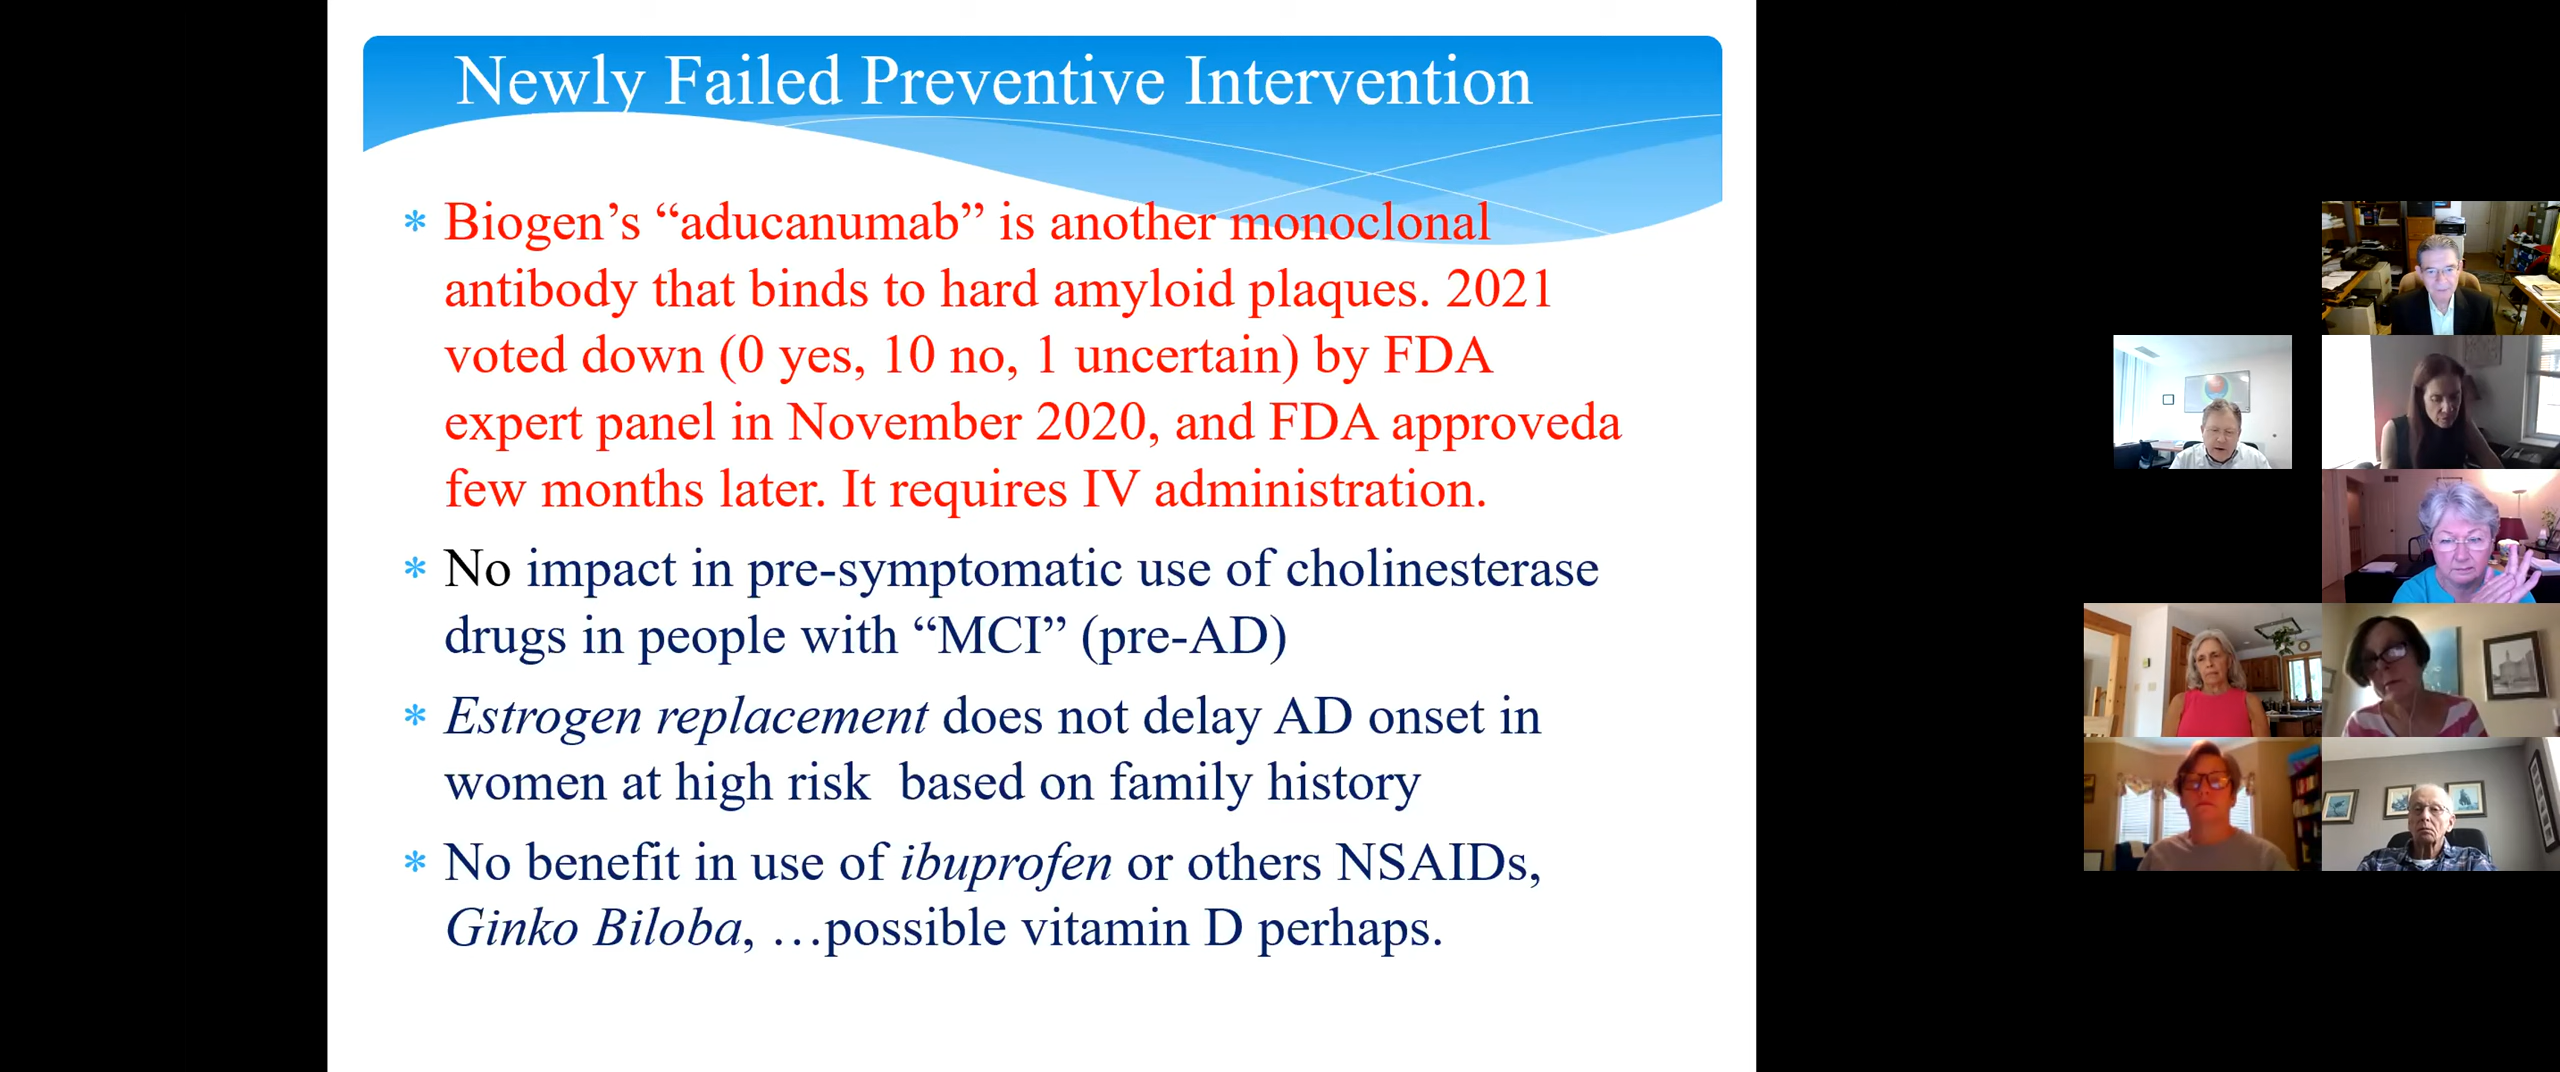 Newly Failed Preventive Intervention
* Biogen’s “aducanumab” is another monoclonal
antibody that binds to hard amyloid plaques. 2021
voted down (0 yes, 10 no, 1 uncertain) by FDA
expert panel in November 2020, and FDA approveda
few months later. It requires IV administration.
* No impact in pre-symptomatic use of cholinesterase
drugs in people with “MCI” (pre-AD)
* Estrogen replacement does not delay AD onset in
women at high risk  based on family history
* No benefit in use of ibuprofen or others NSAIDs,
Ginko Biloba, …possible vitamin D perhaps.